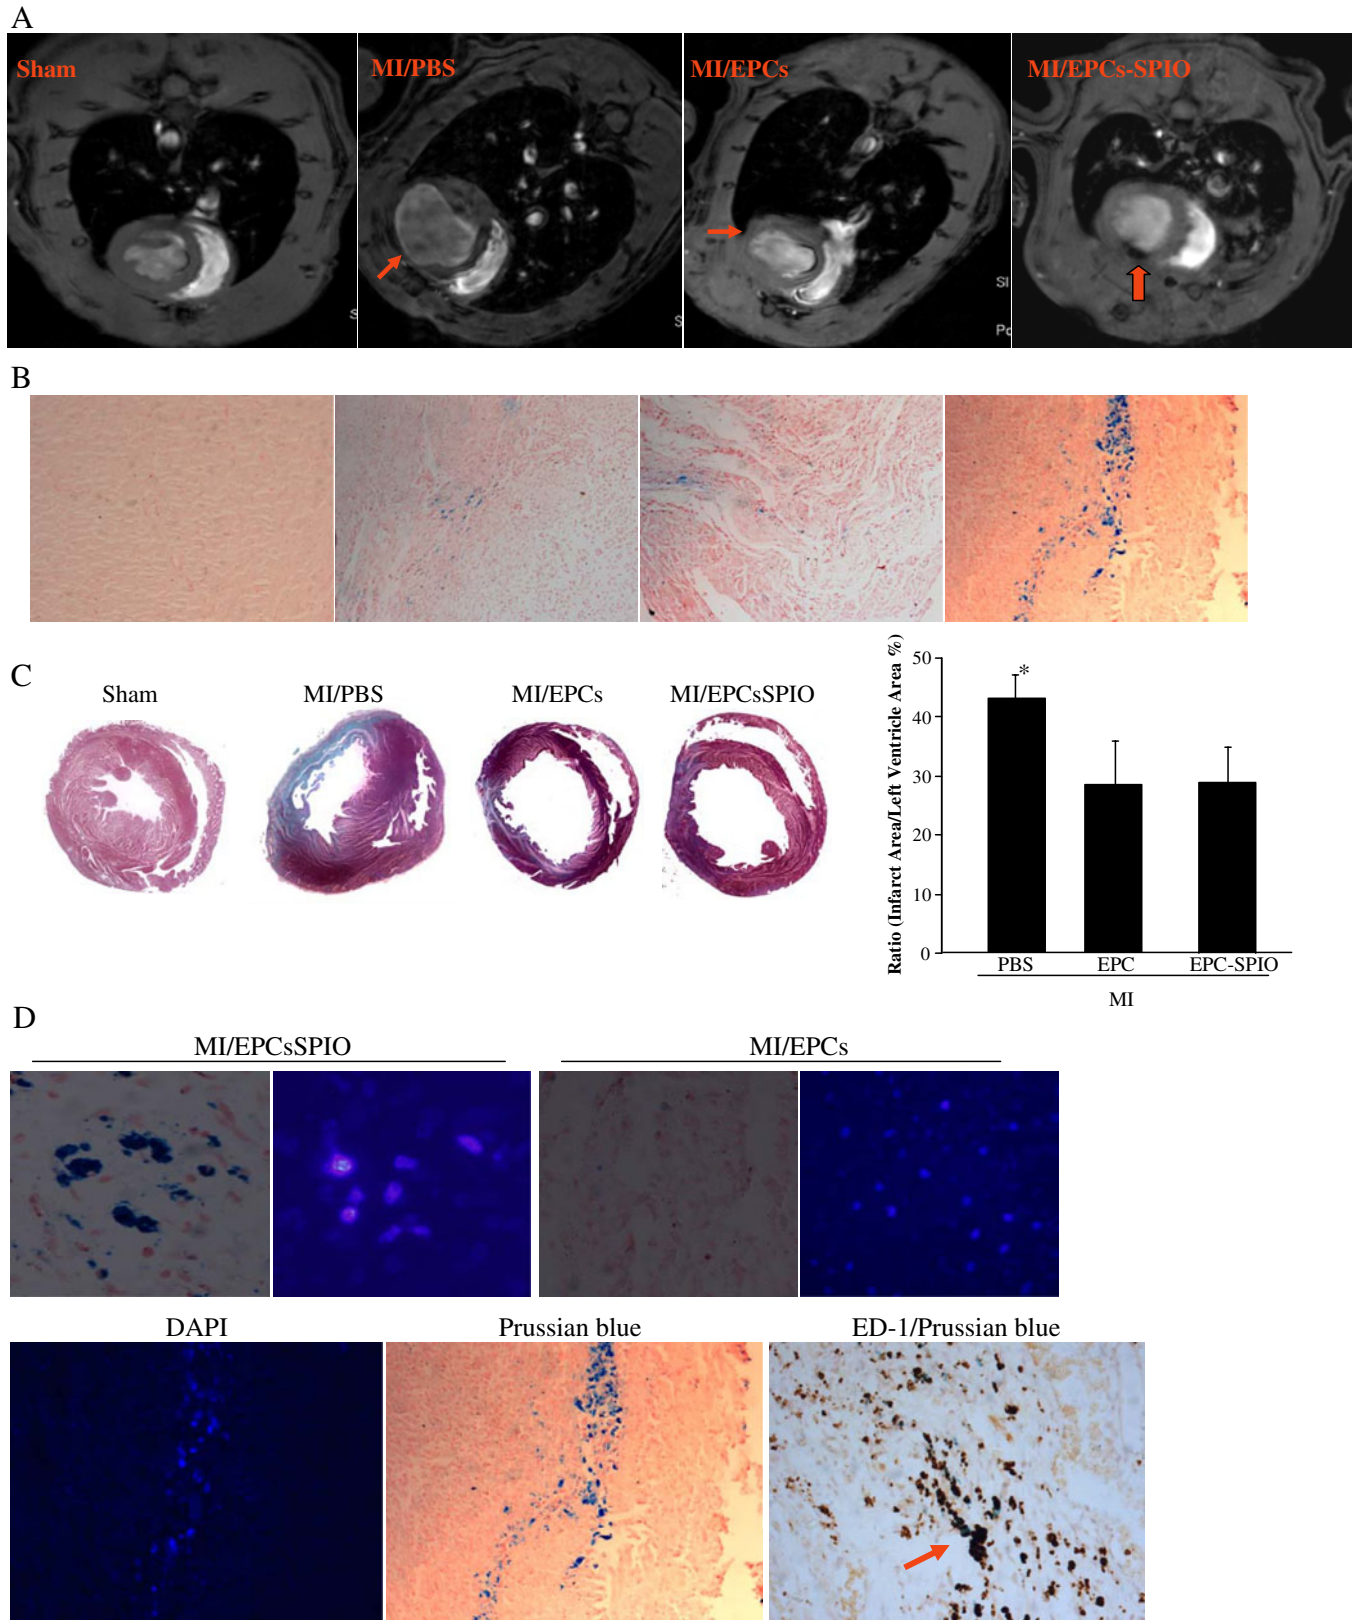 A
Sham
MI/PBS
MI/EPCs
MI/EPCs-SPIO
S
S
SI
Po
B
C
Sham
MI/PBS
MI/EPCs
MI/EPCsSPIO
Ratio (Infarct Area/Left Ventricle Area %)
50
40
30
20
10
0
*
PBS
EPC
EPC-SPIO
MI
D
MI/EPCsSPIO
MI/EPCs
DAPI
Prussian blue
ED-1/Prussian blue